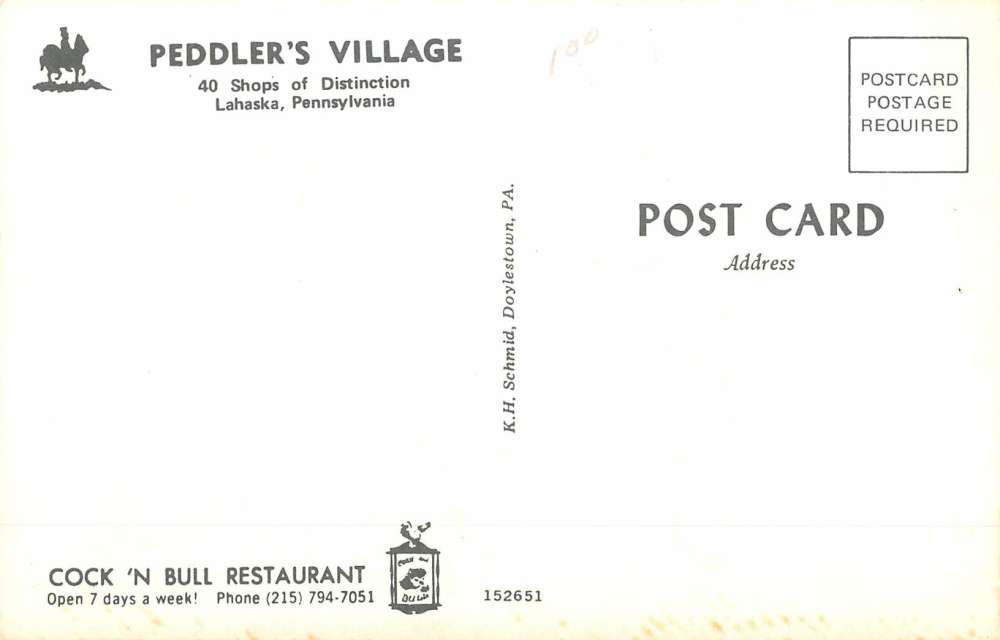 PEDDLER'S VILLAGE
40 Shops of Distinction
Lahaska, Pennsylvania
100
POSTCARD
POSTAGE
REQUIRED
POST CARD
Address
K.H. Schmid, Doylestown, PA.
COCK 'N BULL RESTAURANT
Open 7 days a week! Phone (215) 794-7051
152651